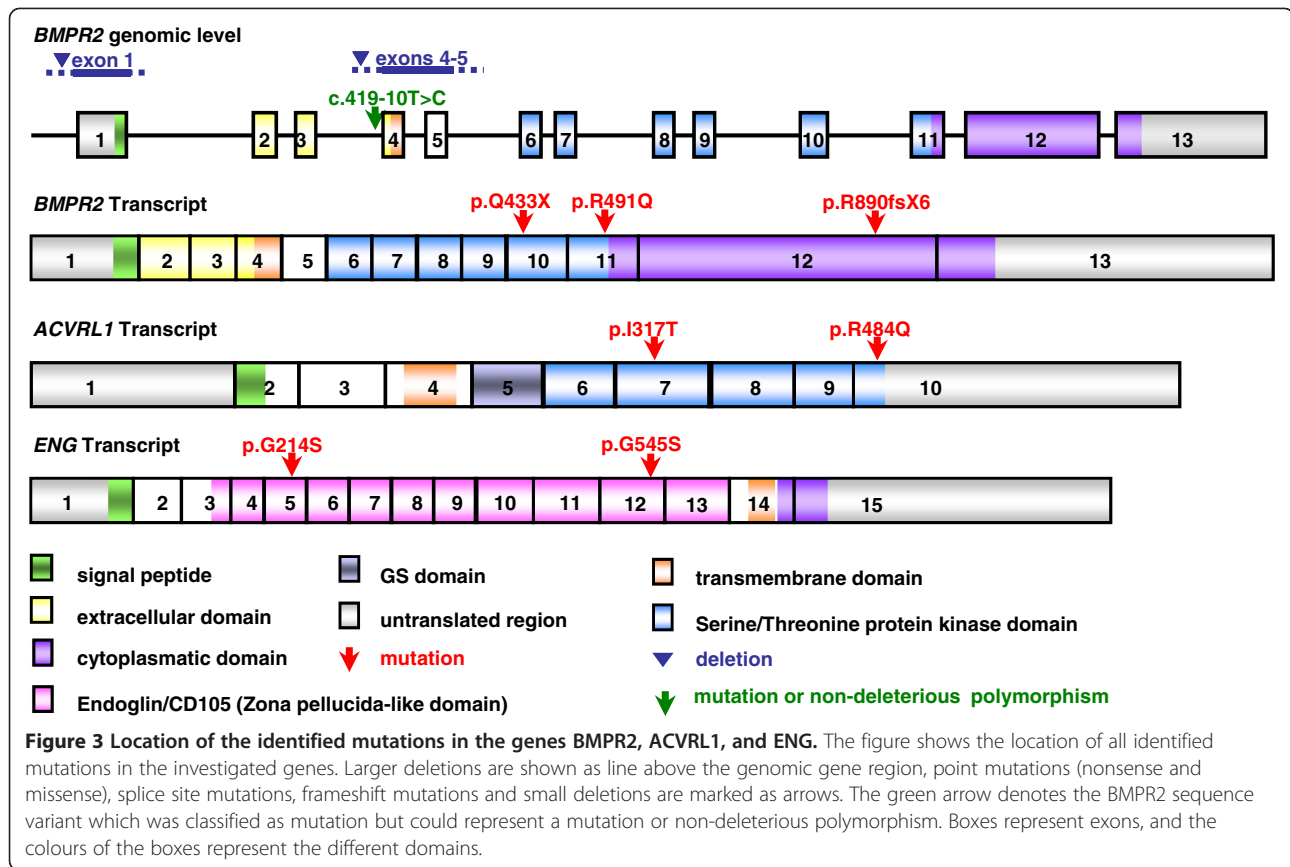 BMPR2 genomic level
exon 1 exons 4-5
c.419-10T>C
1 2 3 4 5 6 7 8 9 10 11 12 13
BMPR2 Transcript
p.Q433X p.R491Q p.R890fsX6
1 2 3 4 5 6 7 8 9 10 11 12 13
ACVRL1 Transcript
p.I317T p.R484Q
1 2 3 4 5 6 7 8 9 10
ENG Transcript
p.G214S p.G545S
1 2 3 4 5 6 7 8 9 10 11 12 13 14 15
signal peptide GS domain transmembrane domain
extracellular domain untranslated region Serine/Threonine protein kinase domain
cytoplasmatic domain mutation deletion
Endoglin/CD105 (Zona pellucida-like domain) mutation or non-deleterious polymorphism
Figure 3 Location of the identified mutations in the genes BMPR2, ACVRL1, and ENG. The figure shows the location of all identified
mutations in the investigated genes. Larger deletions are shown as line above the genomic gene region, point mutations (nonsense and
missense), splice site mutations, frameshift mutations and small deletions are marked as arrows. The green arrow denotes the BMPR2 sequence
variant which was classified as mutation but could represent a mutation or non-deleterious polymorphism. Boxes represent exons, and the
colours of the boxes represent the different domains.